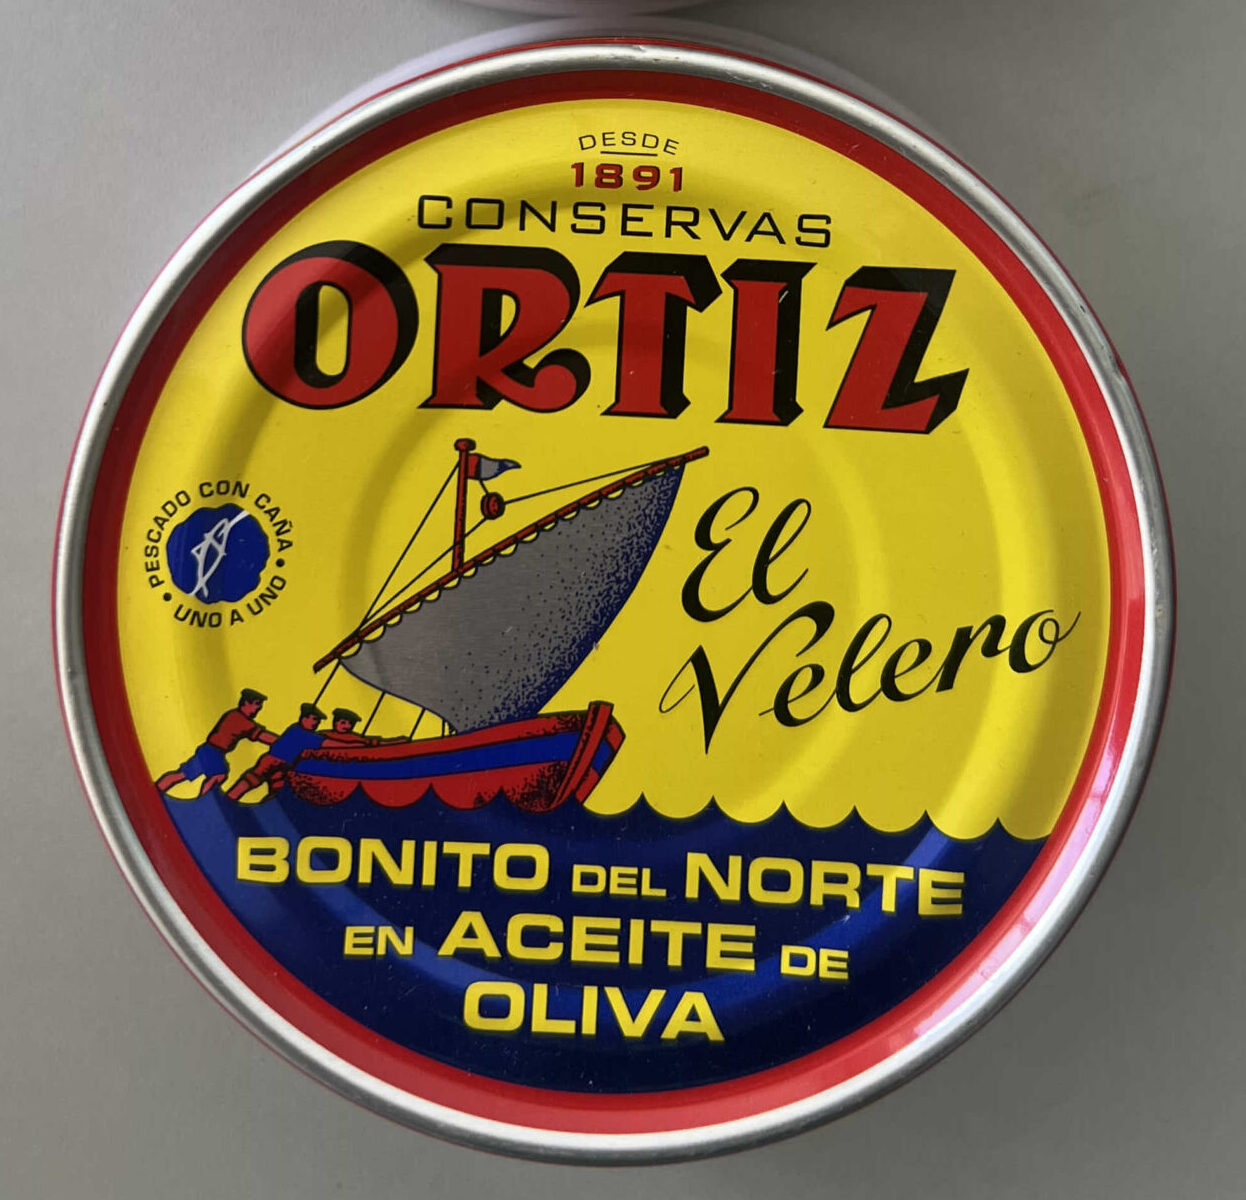 DESDE
1891
CONSERVAS
ORTIZ
PESCADO CON CAÑA • UNO A UNO •
El
Velero
BONITO DEL NORTE
EN ACEITE DE
OLIVA